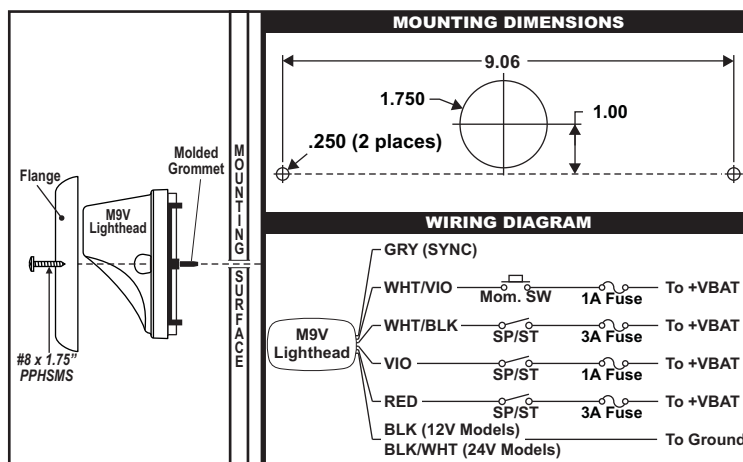 MOUNTING DIMENSIONS
9.06
1.750
1.00
.250 (2 places)
Flange
M9V
Lighthead
Molded
Grommet
MOUNTING SURFACE
#8 x 1.75”
PPHSMS
WIRING DIAGRAM
M9V
Lighthead
GRY (SYNC)
WHT/VIO Mom. SW 1A Fuse To +VBAT
WHT/BLK SP/ST 3A Fuse To +VBAT
VIO SP/ST 1A Fuse To +VBAT
RED SP/ST 3A Fuse To +VBAT
BLK (12V Models)
BLK/WHT (24V Models) To Ground